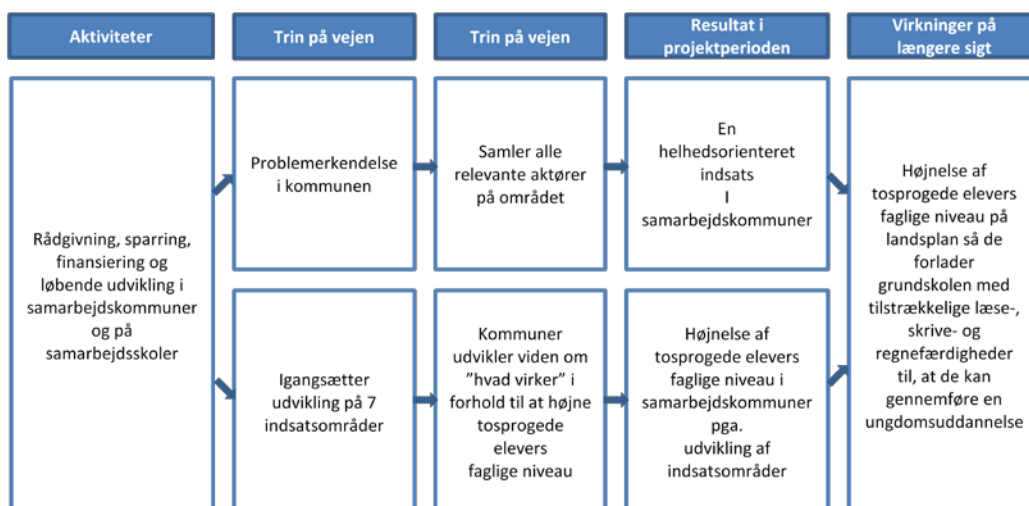 Aktiviteter
Trin på vejen
Trin på vejen
Resultat i
projektperioden
Virkninger på
længere sigt
Rådgivning, sparring,
finansiering og
løbende udvikling i
samarbejdskommuner
og på
samarbejdsskoler
Problemerkendelse
i kommunen
Samler alle
relevante aktører
på området
En
helhedsorienteret
indsats
I
samarbejdskommuner
Igangsætter
udvikling på 7
indsatsområder
Kommuner
udvikler viden om
”hvad virker” i
forhold til at højne
tosprogede
elevers
faglige niveau
Højnelse af
tosprogede elevers
faglige niveau i
samarbejdskommuner
pga.
udvikling af
indsatsområder
Højnelse af
tosprogede elevers
faglige niveau på
landsplan så de
forlader
grundskolen med
tilstrækkelige læse-,
skrive- og
regnefærdigheder
til, at de kan
gennemføre en
ungdomsuddannelse